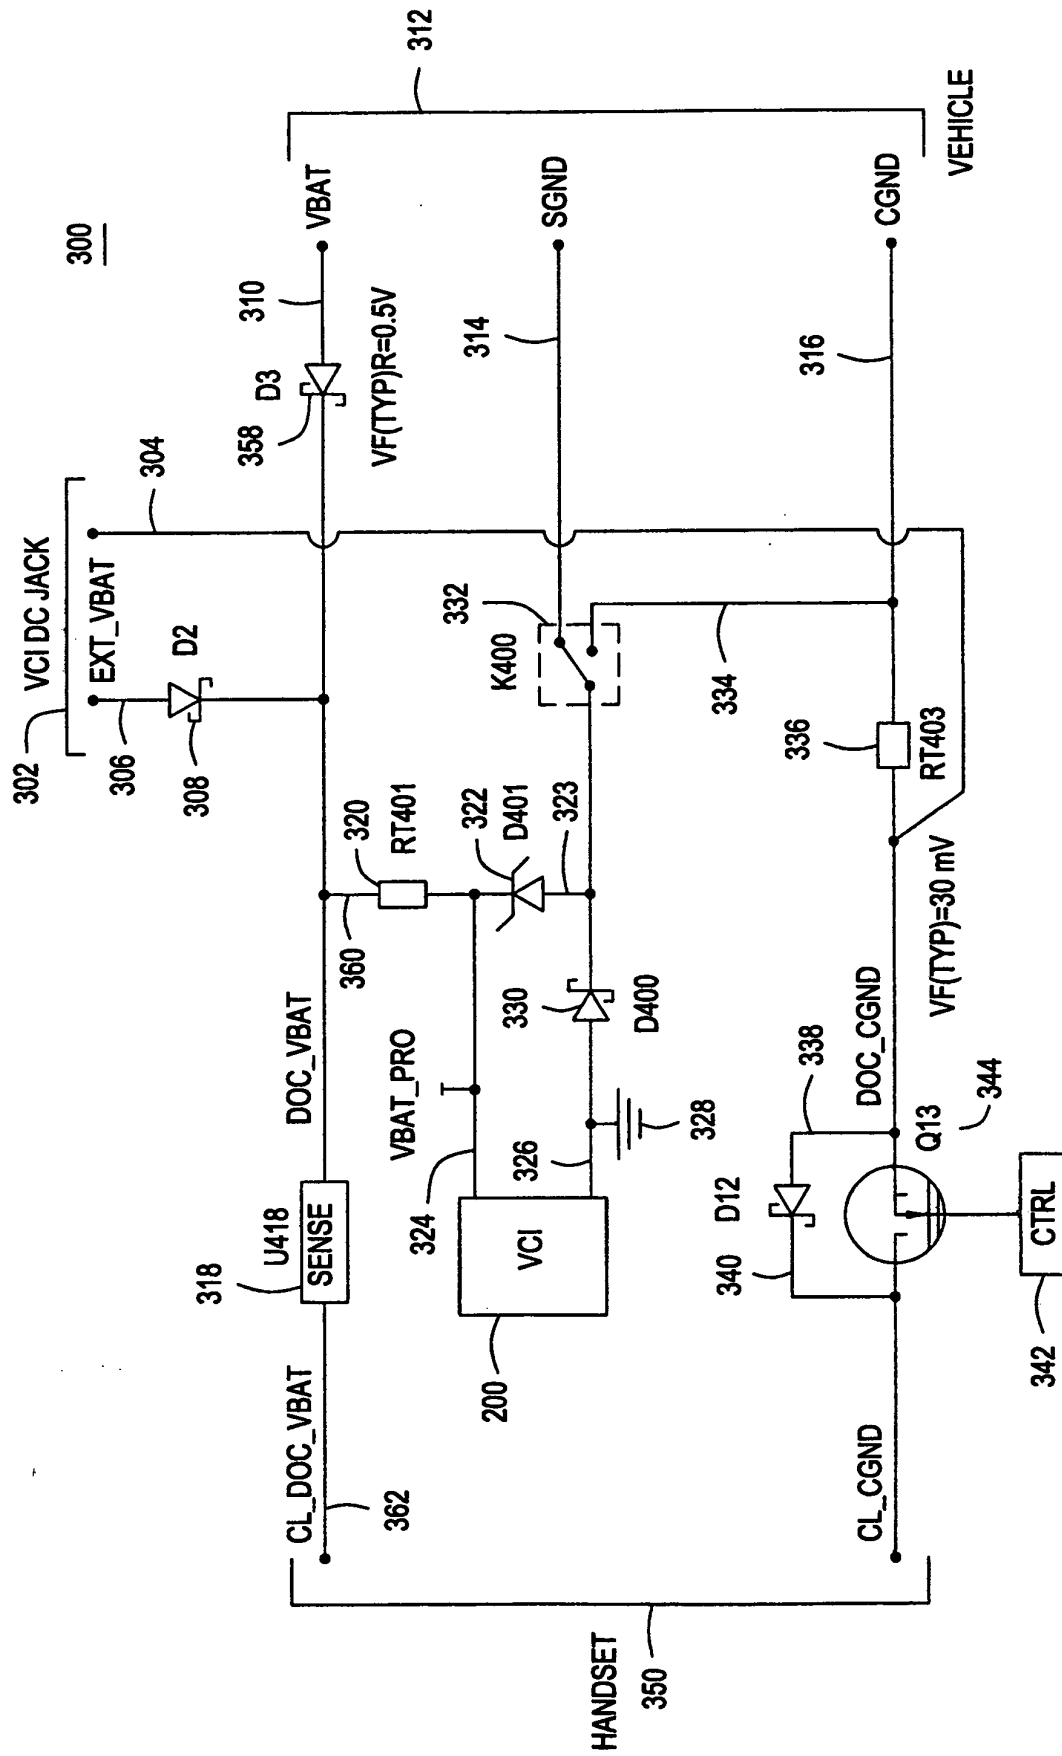 300
302
VCI DC JACK
304
EXT_VBAT
306
D2
308
310
VBAT
312
D3
358
VF(TYP)R=0.5V
SGND
314
CGND
316
VEHICLE
332
K400
334
336
RT403
VF(TYP)=30 mV
320
RT401
360
322
D401
323
330
D400
DOC_VBAT
VBAT_PRO
324
326
328
U418
318
SENSE
VCI
200
CL_DOC_VBAT
362
DOC_CGND
338
D12
340
Q13
344
CTRL
342
CL_CGND
HANDSET
350